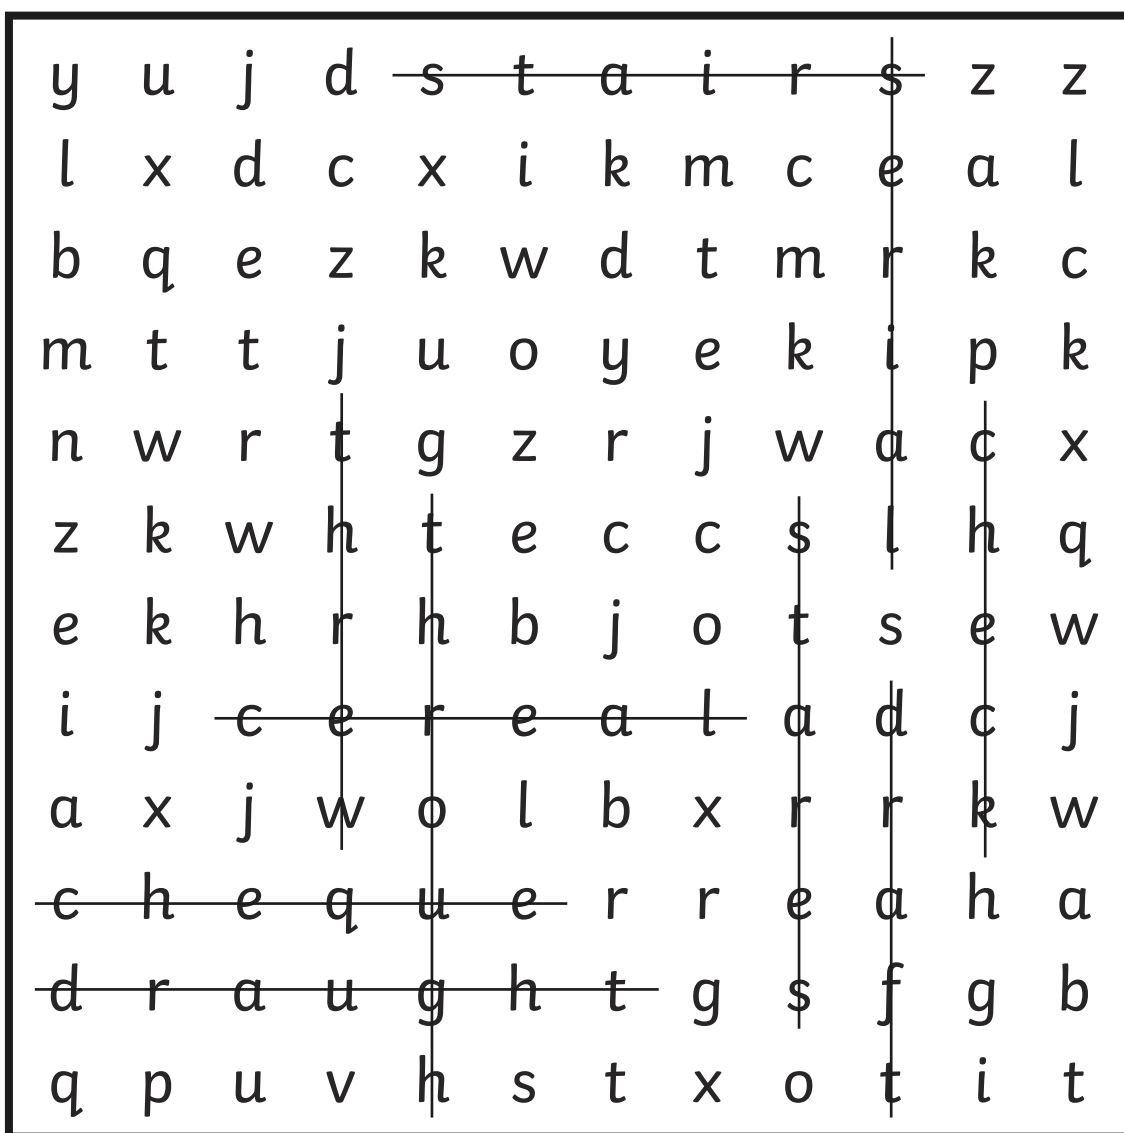 y u j d s t a i r s z z
l x d c x i k m c e a l
b q e z k w d t m r k c
m t t j u o y e k i p k
n w r t g z r j w a c x
z k w h t e c c s l h q
e k h r h b j o t s e w
i j c e r e a l a d c j
a x j w o l b x r r k w
c h e q u e r r e a h a
d r a u g h t g s f g b
q p u v h s t x o t i t